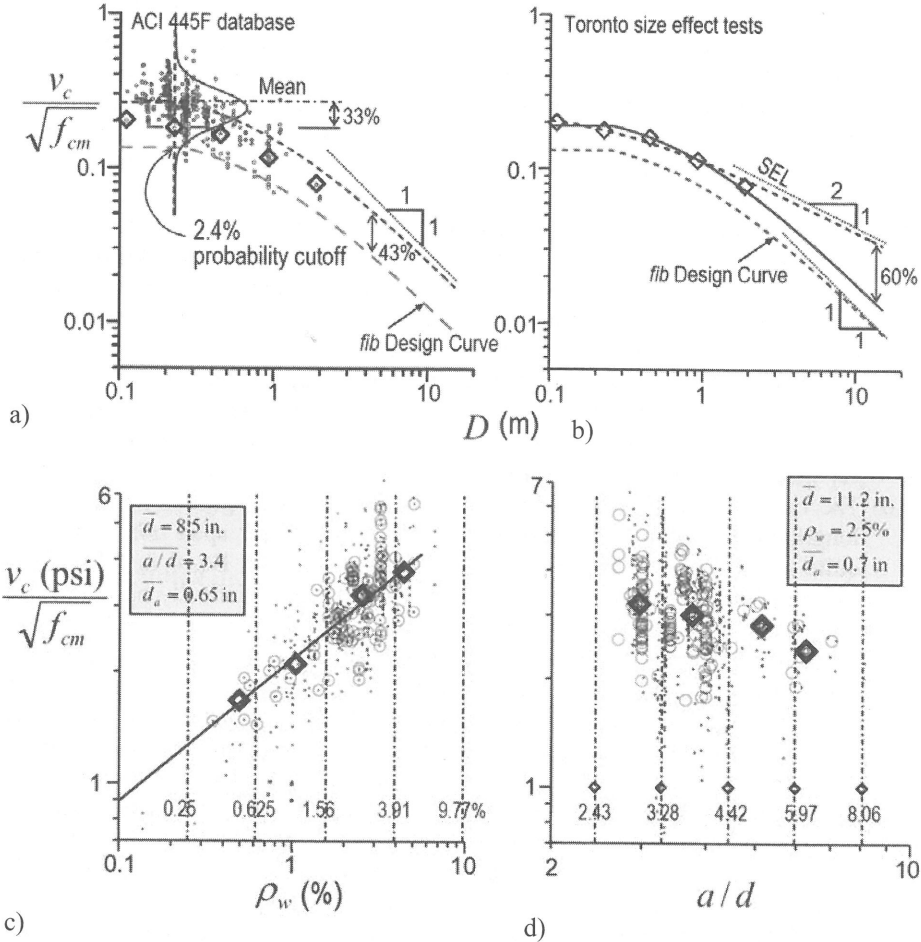 ACI 445F database
1
v_c
√f_cm
Mean
33%
0.1
1
1
2.4%
probability cutoff
43%
0.01
fib Design Curve
0.1
1
10
a)
Toronto size effect tests
1
0.1
SEL
2
1
60%
fib Design Curve
0.01
1
1
0.1
1
10
D (m)
b)
6
d = 8.5 in.
a/d = 3.4
d_a = 0.65 in
v_c (psi)
√f_cm
1
0.25
0.625
1.56
3.91
9.77%
0.1
1
10
ρ_w (%)
c)
7
d = 11.2 in.
ρ_w = 2.5%
d_a = 0.7 in
1
2.43
3.28
4.42
5.97
8.06
2
10
a/d
d)